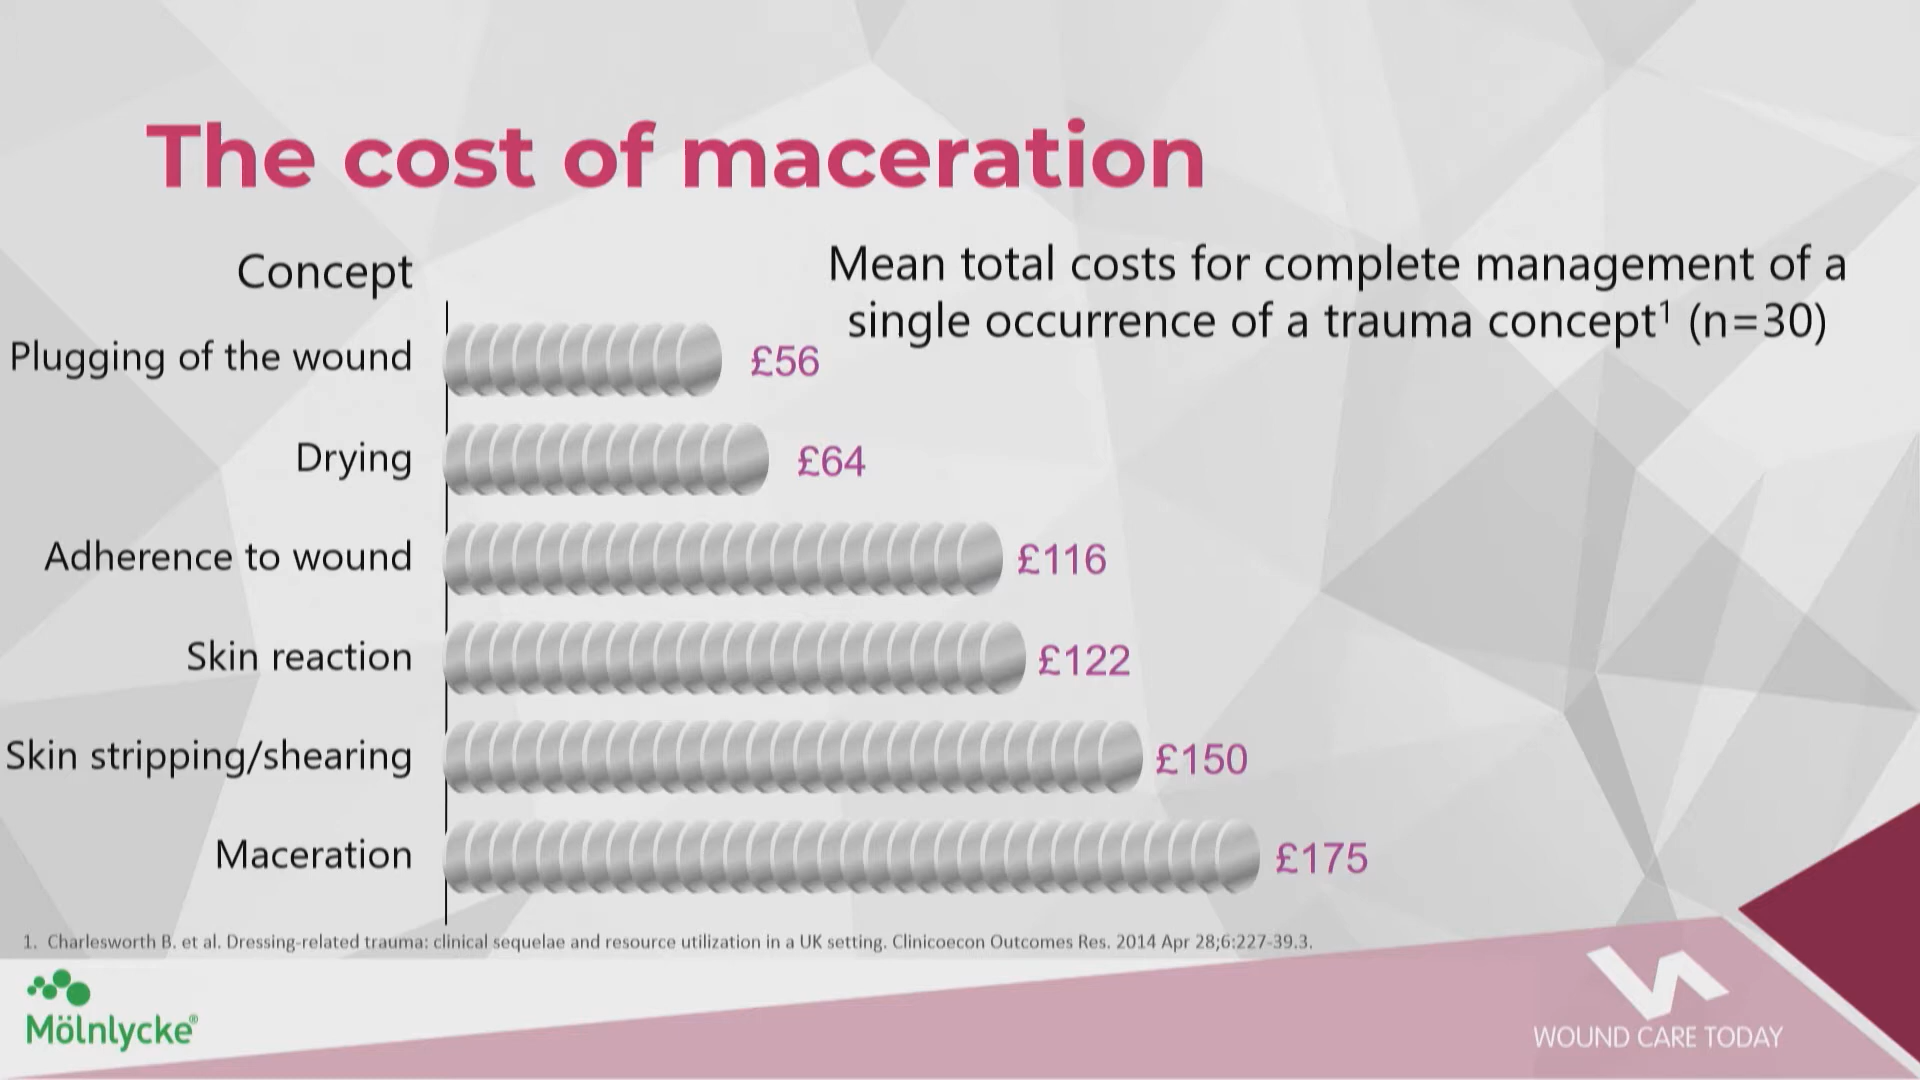 The cost of maceration
Concept
Mean total costs for complete management of a
single occurrence of a trauma concept¹ (n=30)
Plugging of the wound £56
Drying £64
Adherence to wound £116
Skin reaction £122
Skin stripping/shearing £150
Maceration £175
1. Charlesworth B. et al. Dressing-related trauma: clinical sequelae and resource utilization in a UK setting. Clinicoecon Outcomes Res. 2014 Apr 28;6:227-39.3.
Mölnlycke®
WOUND CARE TODAY